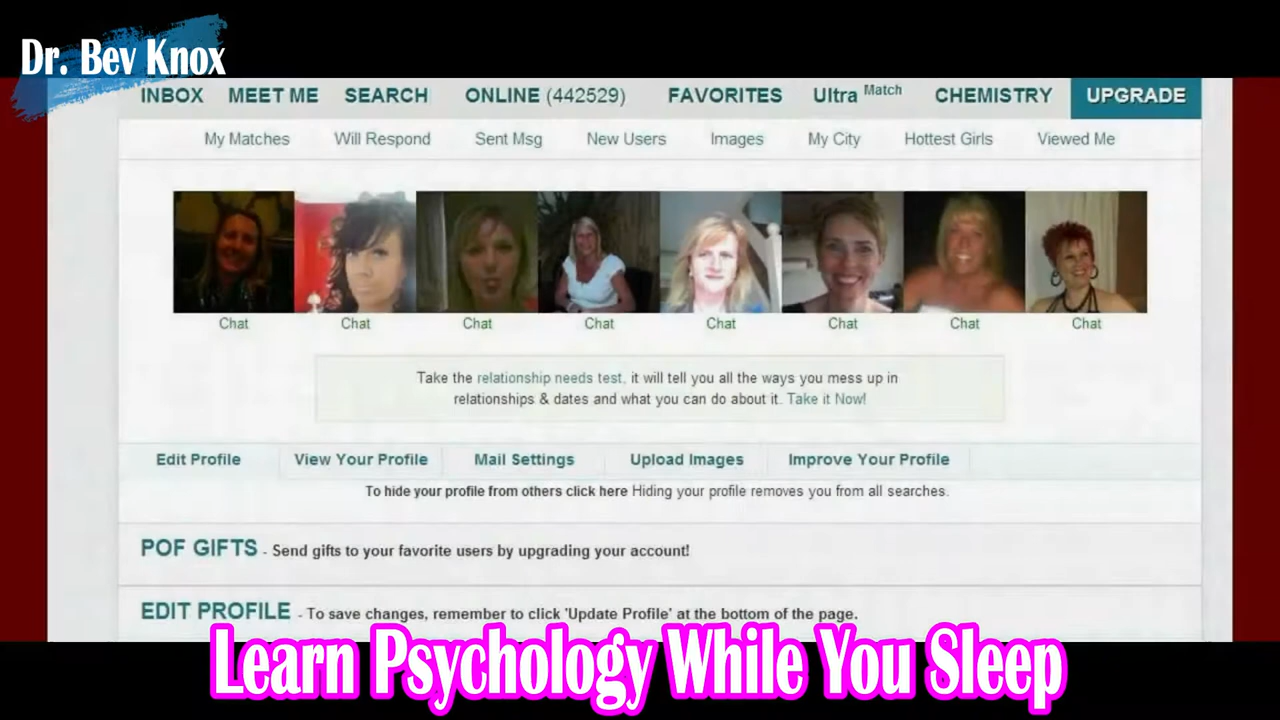 Dr. Bev Knox
INBOX MEET ME SEARCH ONLINE (442529) FAVORITES Ultra Match CHEMISTRY UPGRADE
My Matches Will Respond Sent Msg New Users Images My City Hottest Girls Viewed Me
Chat Chat Chat Chat Chat Chat Chat Chat
Take the relationship needs test, it will tell you all the ways you mess up in
relationships & dates and what you can do about it. Take it Now!
Edit Profile View Your Profile Mail Settings Upload Images Improve Your Profile
To hide your profile from others click here Hiding your profile removes you from all searches.
POF GIFTS - Send gifts to your favorite users by upgrading your account!
EDIT PROFILE - To save changes, remember to click 'Update Profile' at the bottom of the page.
Learn Psychology While You Sleep